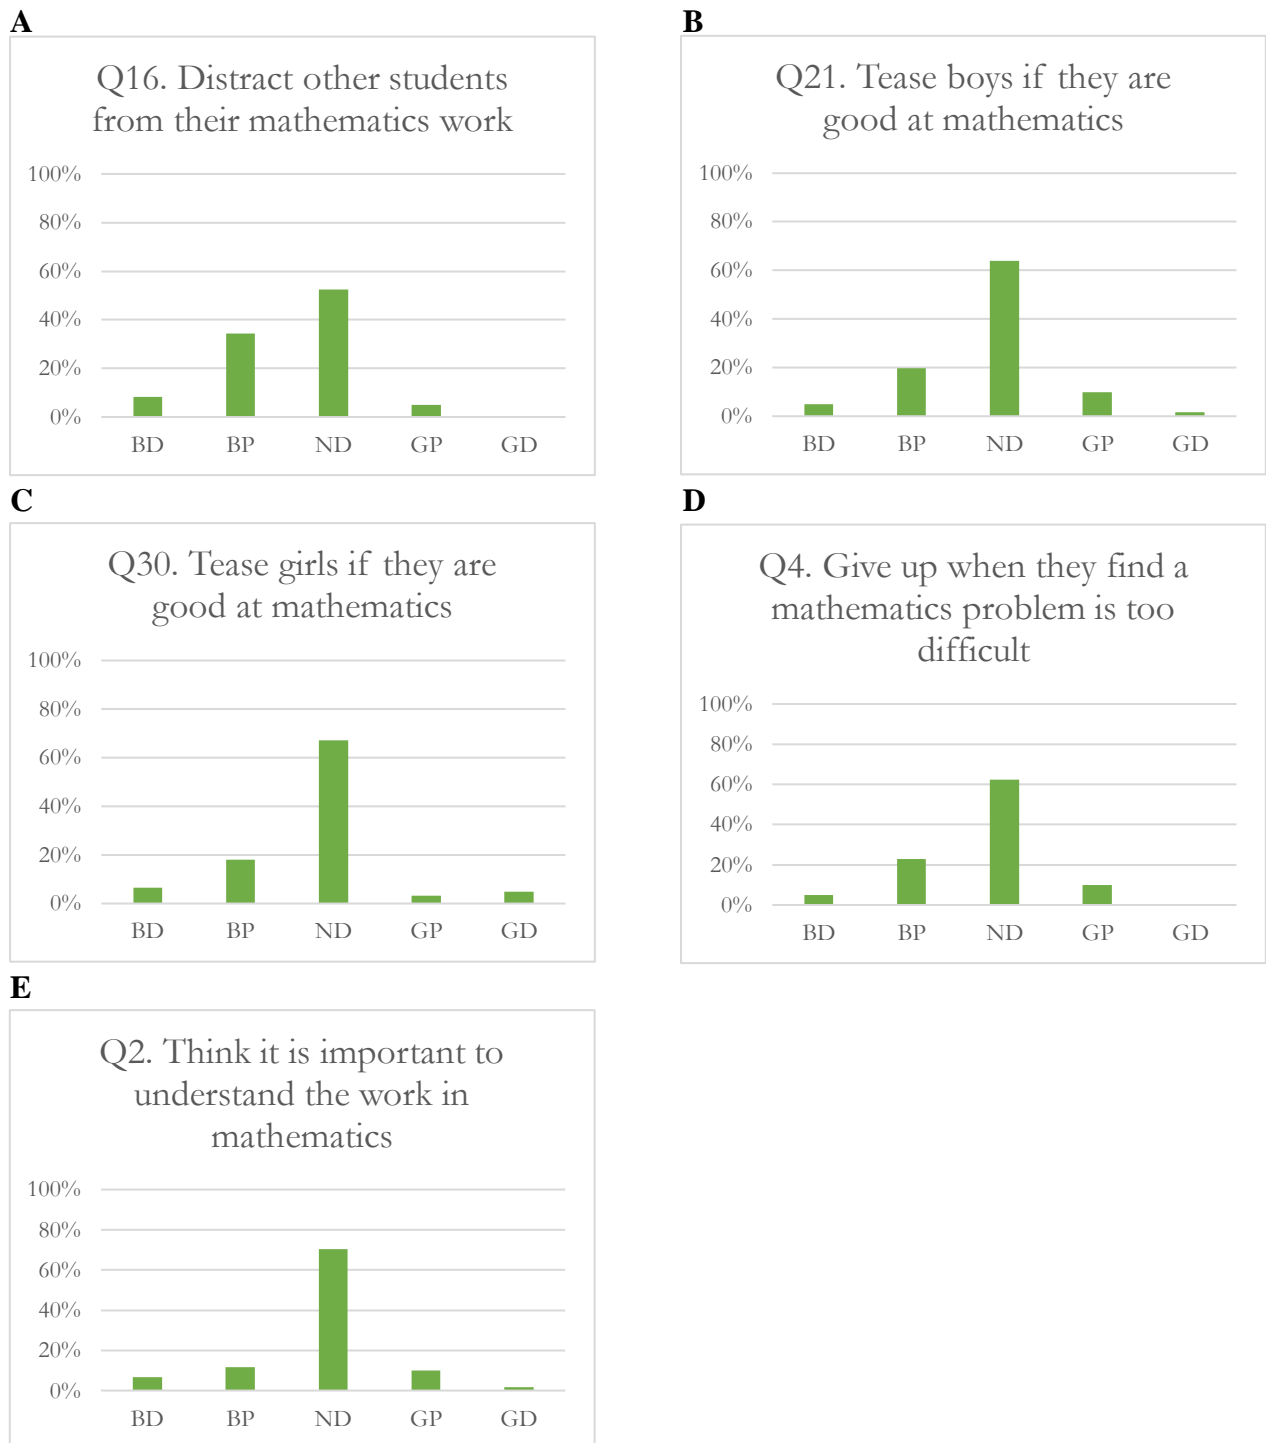 A
Q16. Distract other students
from their mathematics work
100%
80%
60%
40%
20%
0%
BD BP ND GP GD
B
Q21. Tease boys if they are
good at mathematics
100%
80%
60%
40%
20%
0%
BD BP ND GP GD
C
Q30. Tease girls if they are
good at mathematics
100%
80%
60%
40%
20%
0%
BD BP ND GP GD
D
Q4. Give up when they find a
mathematics problem is too
difficult
100%
80%
60%
40%
20%
0%
BD BP ND GP GD
E
Q2. Think it is important to
understand the work in
mathematics
100%
80%
60%
40%
20%
0%
BD BP ND GP GD